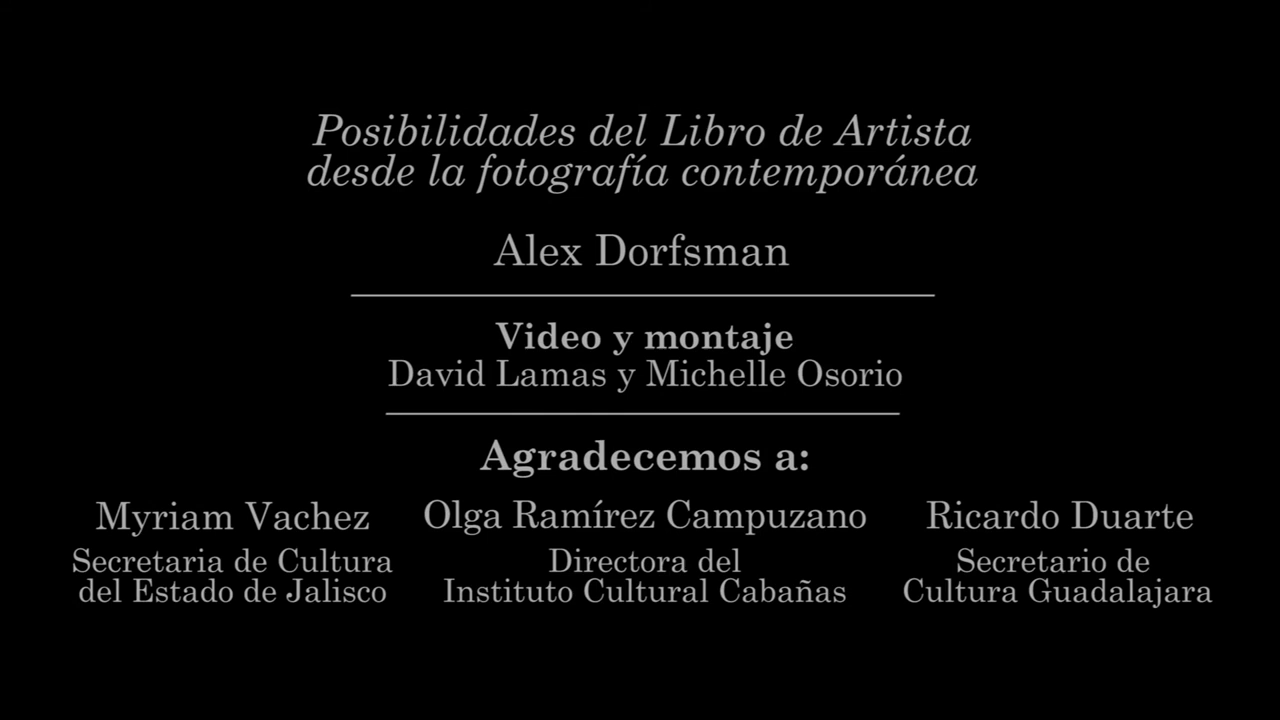 Posibilidades del Libro de Artista
desde la fotografía contemporánea
Alex Dorfsman
Video y montaje
David Lamas y Michelle Osorio
Agradecemos a:
Myriam Vachez
Secretaria de Cultura
del Estado de Jalisco
Olga Ramírez Campuzano
Directora del
Instituto Cultural Cabañas
Ricardo Duarte
Secretario de
Cultura Guadalajara